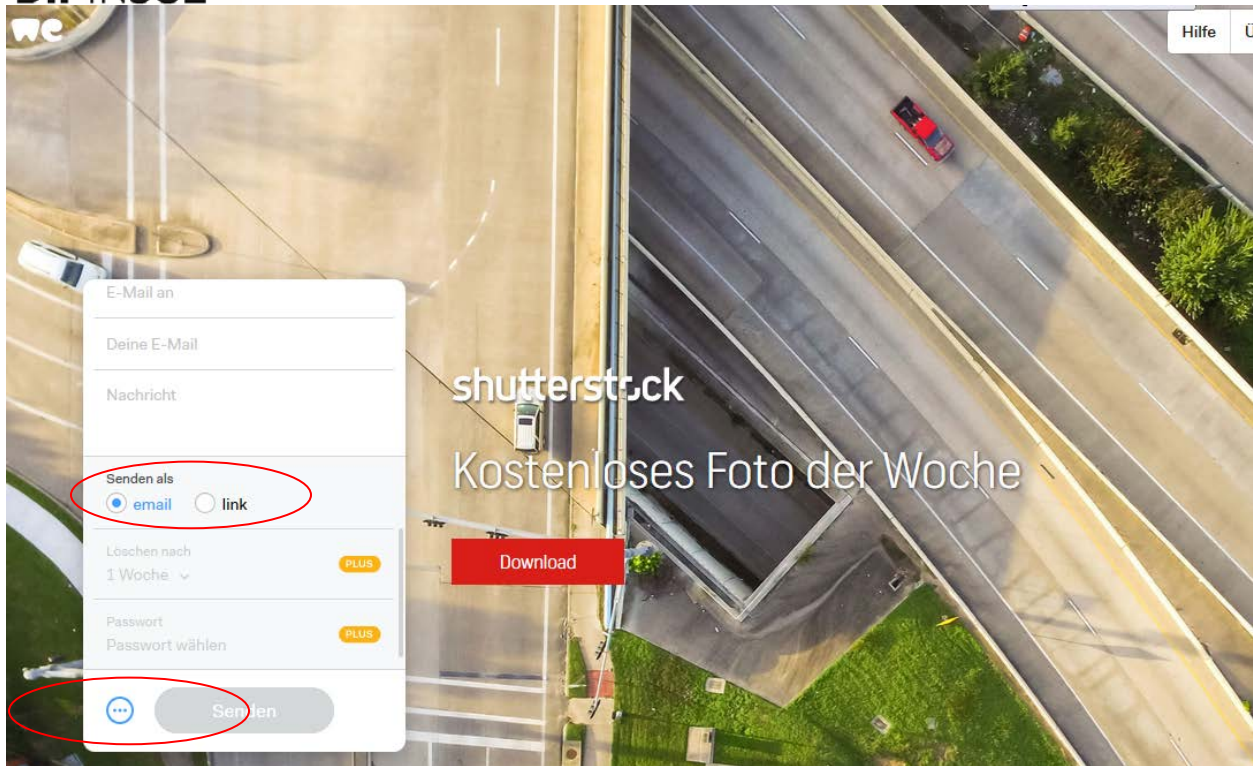 we
Hilfe
E-Mail an
Deine E-Mail
Nachricht
Senden als
email link
Löschen nach
1 Woche
PLUS
Passwort
Passwort wählen
PLUS
Senden
shutterstock
Kostenloses Foto der Woche
Download